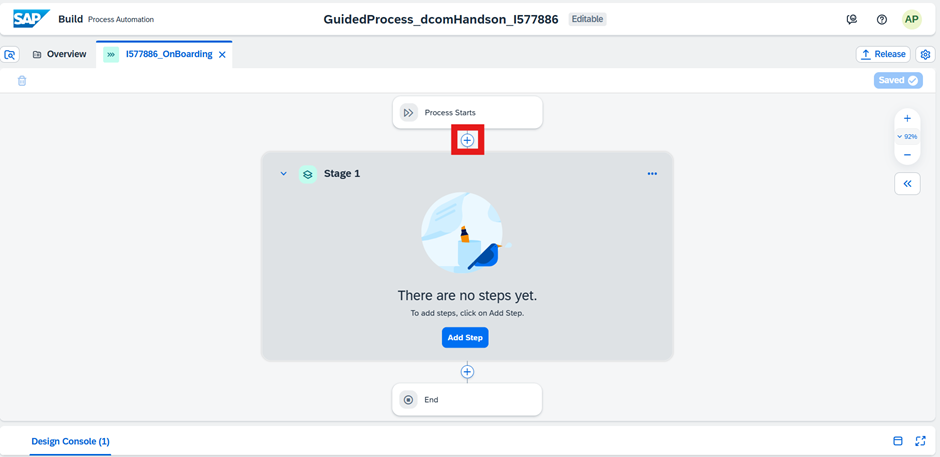 SAP Build Process Automation
GuidedProcess_dcomHandson_I577886 Editable
AP
Overview
I577886_OnBoarding
Release
Saved
Process Starts
92%
Stage 1
There are no steps yet.
To add steps, click on Add Step.
Add Step
End
Design Console (1)